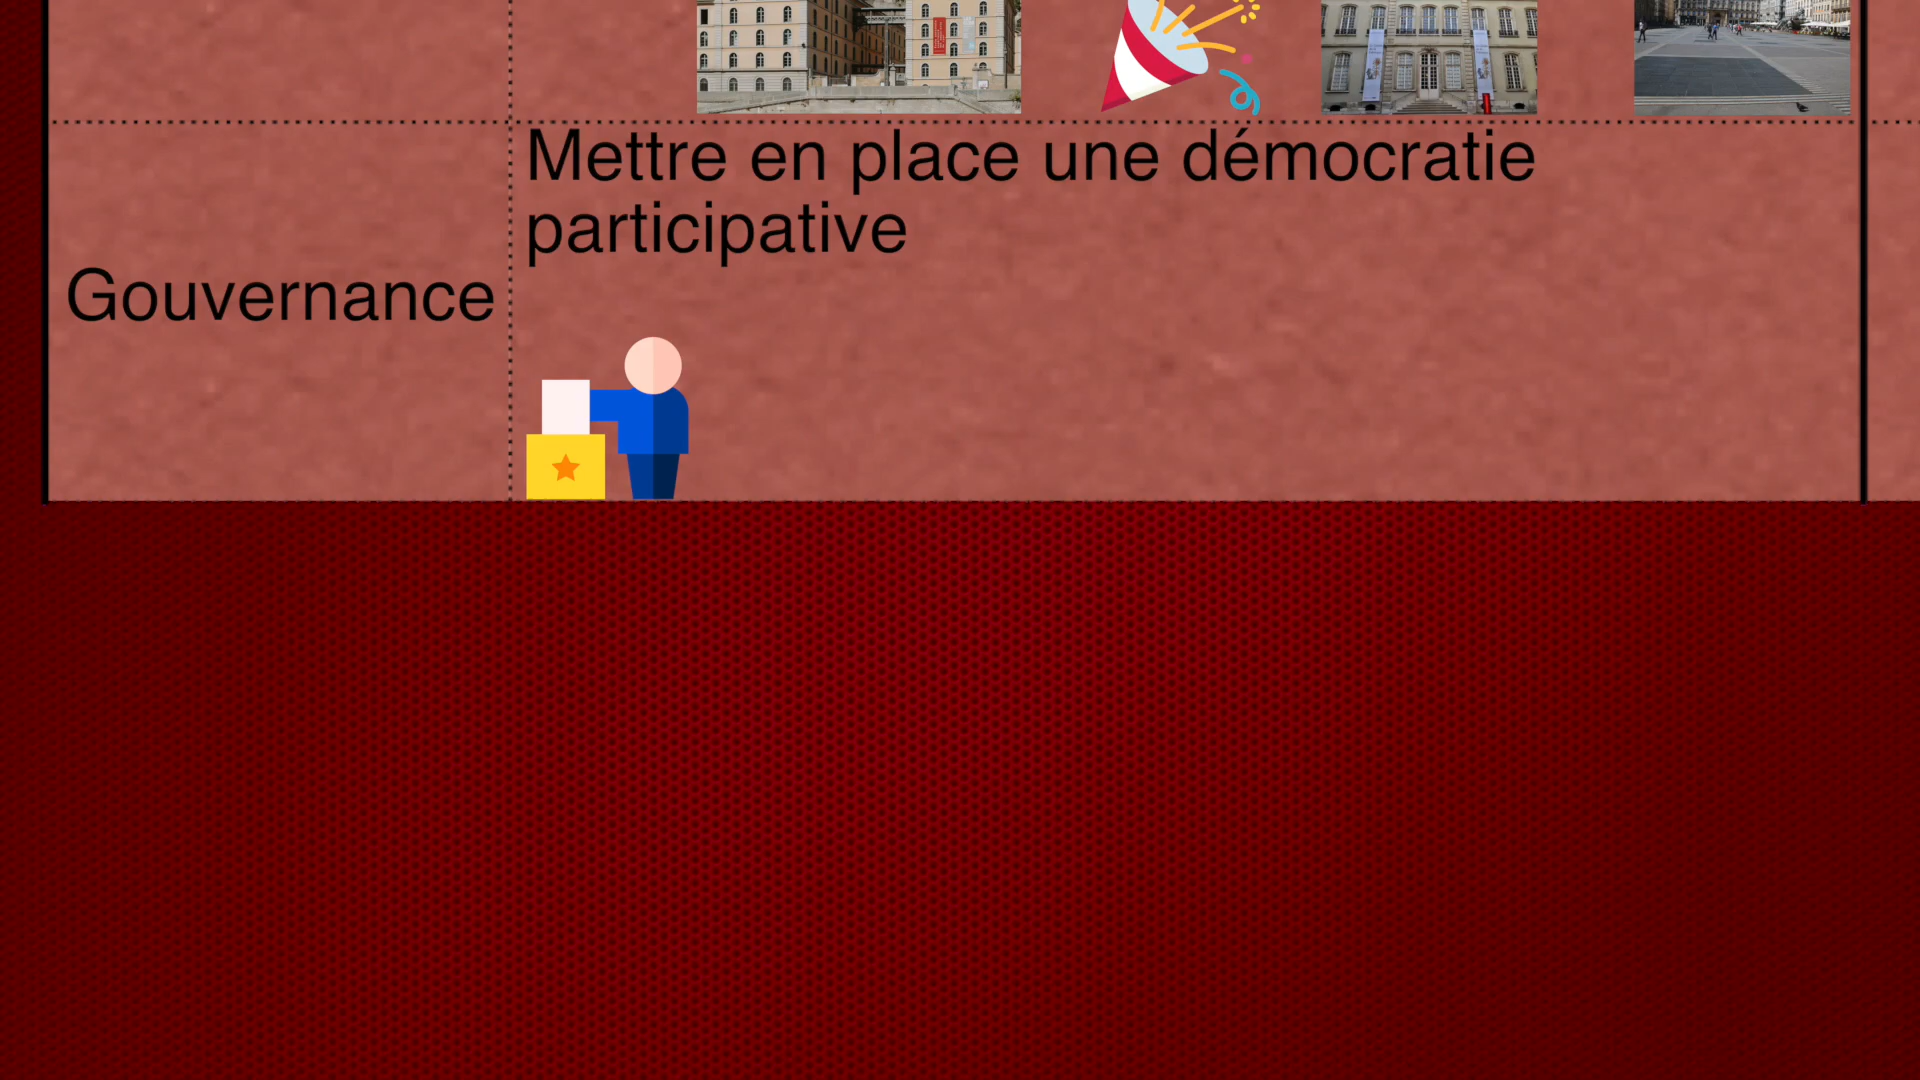 Mettre en place une démocratie
participative
Gouvernance